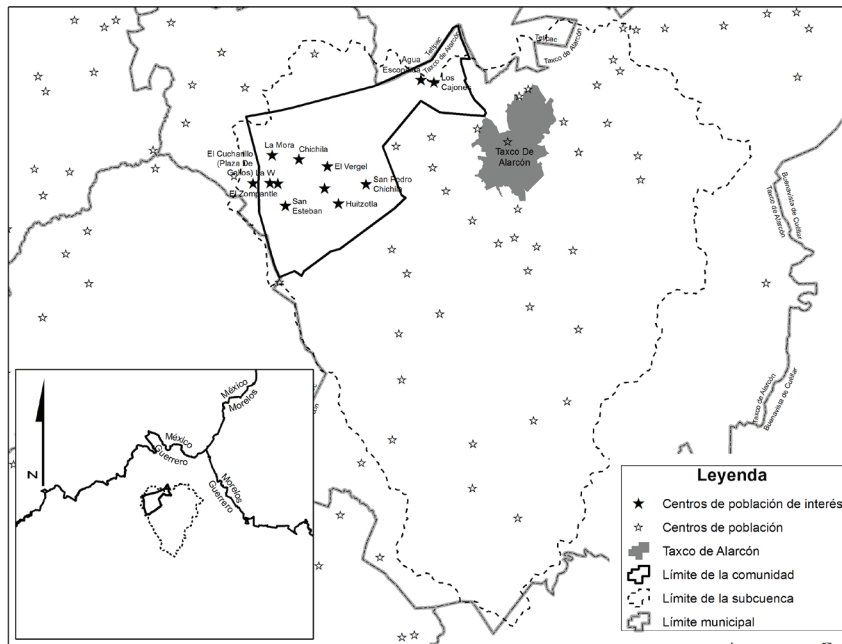 Tetipac
Taxco de Alarcón
Tetipac
Taxco de Alarcón
Agua
Escondida
Los
Cajones
La Mora
Chichila
El Cuchanillo
(Plaza De
Gallos)
La W
El Vergel
Taxco De
Alarcón
San Pedro
Chichila
El Zompantle
San
Esteban
Huitzotla
Buenavista de Cuéllar
Taxco de Alarcón
Taxco de Alarcón
Buenavista de Cuéllar
México
Morelos
México
Guerrero
Morelos
Guerrero
N
Leyenda
Centros de población de interés
Centros de población
Taxco de Alarcón
Límite de la comunidad
Límite de la subcuenca
Límite municipal